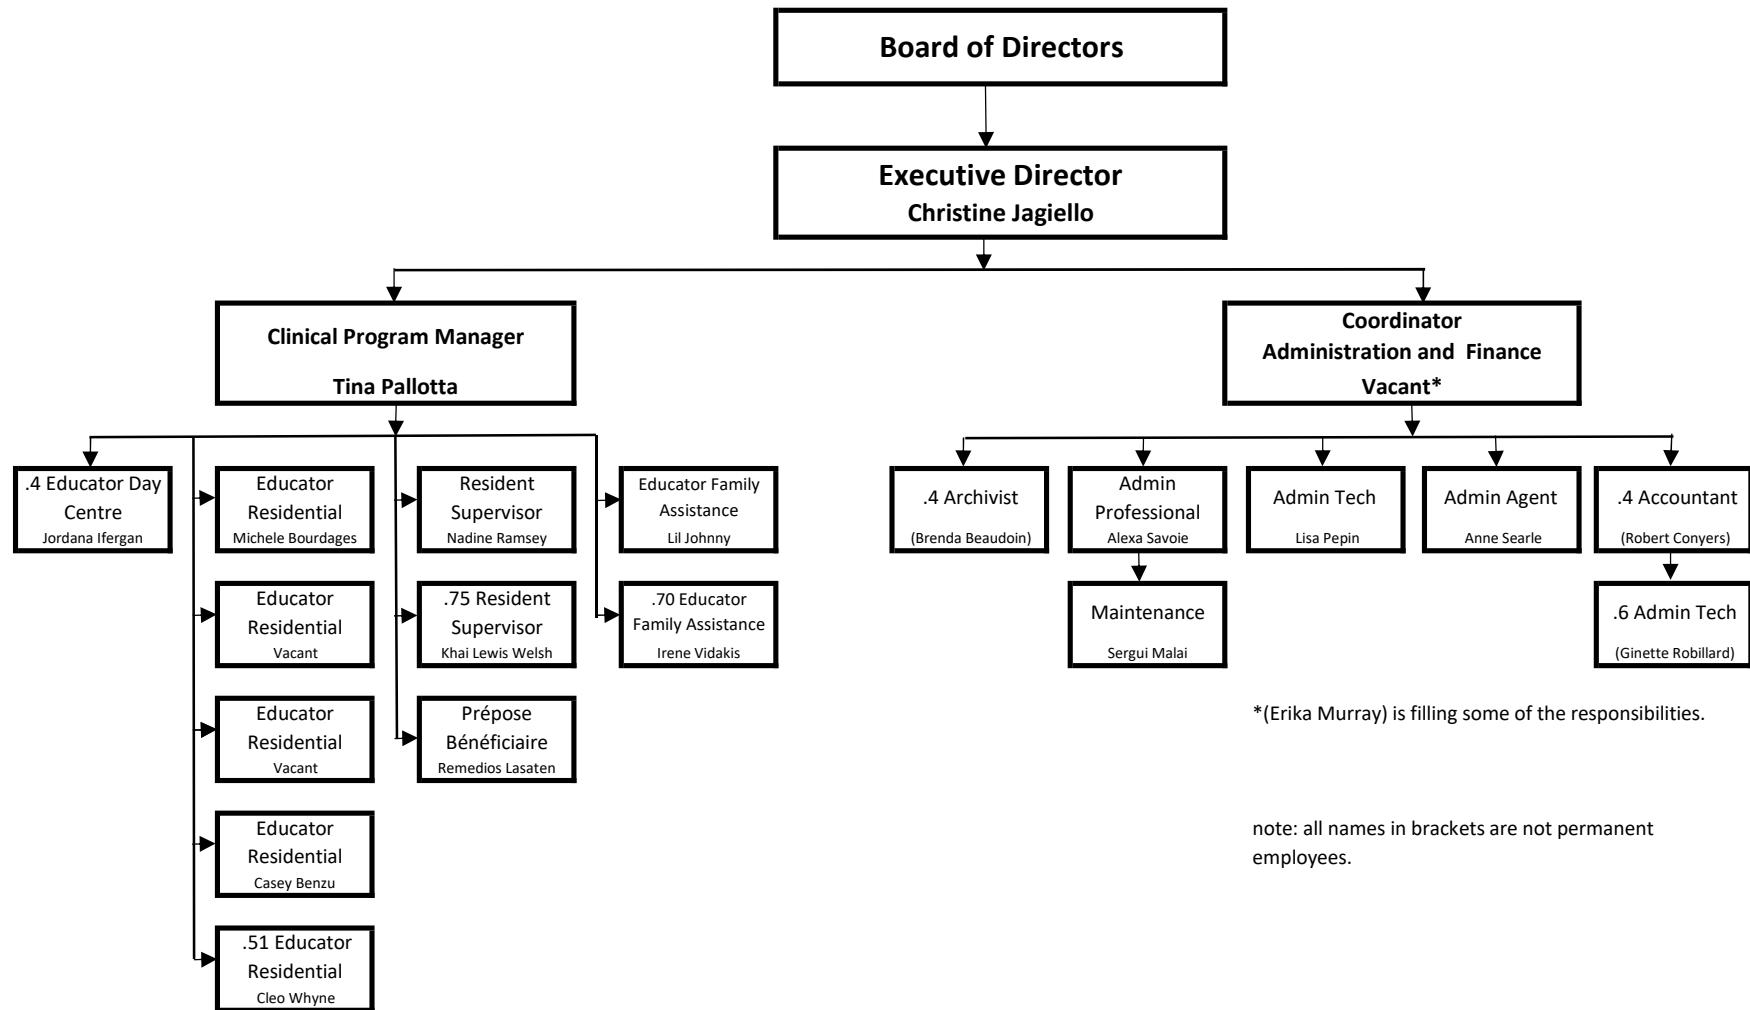 Board of Directors
Executive Director
Christine Jagiello
Clinical Program Manager
Tina Pallotta
Coordinator
Administration and Finance
Vacant*
.4 Educator Day
Centre
Jordana Ifergan
Educator
Residential
Michele Bourdages
Resident
Supervisor
Nadine Ramsey
Educator Family
Assistance
Lil Johnny
.4 Archivist
(Brenda Beaudoin)
Admin
Professional
Alexa Savoie
Admin Tech
Lisa Pepin
Admin Agent
Anne Searle
.4 Accountant
(Robert Conyers)
Educator
Residential
Vacant
.75 Resident
Supervisor
Khai Lewis Welsh
.70 Educator
Family Assistance
Irene Vidakis
Maintenance
Sergui Malai
.6 Admin Tech
(Ginette Robillard)
Educator
Residential
Vacant
Prépose
Bénéficiaire
Remedios Lasaten
*(Erika Murray) is filling some of the responsibilities.
Educator
Residential
Casey Benzu
note: all names in brackets are not permanent
employees.
.51 Educator
Residential
Cleo Whyne